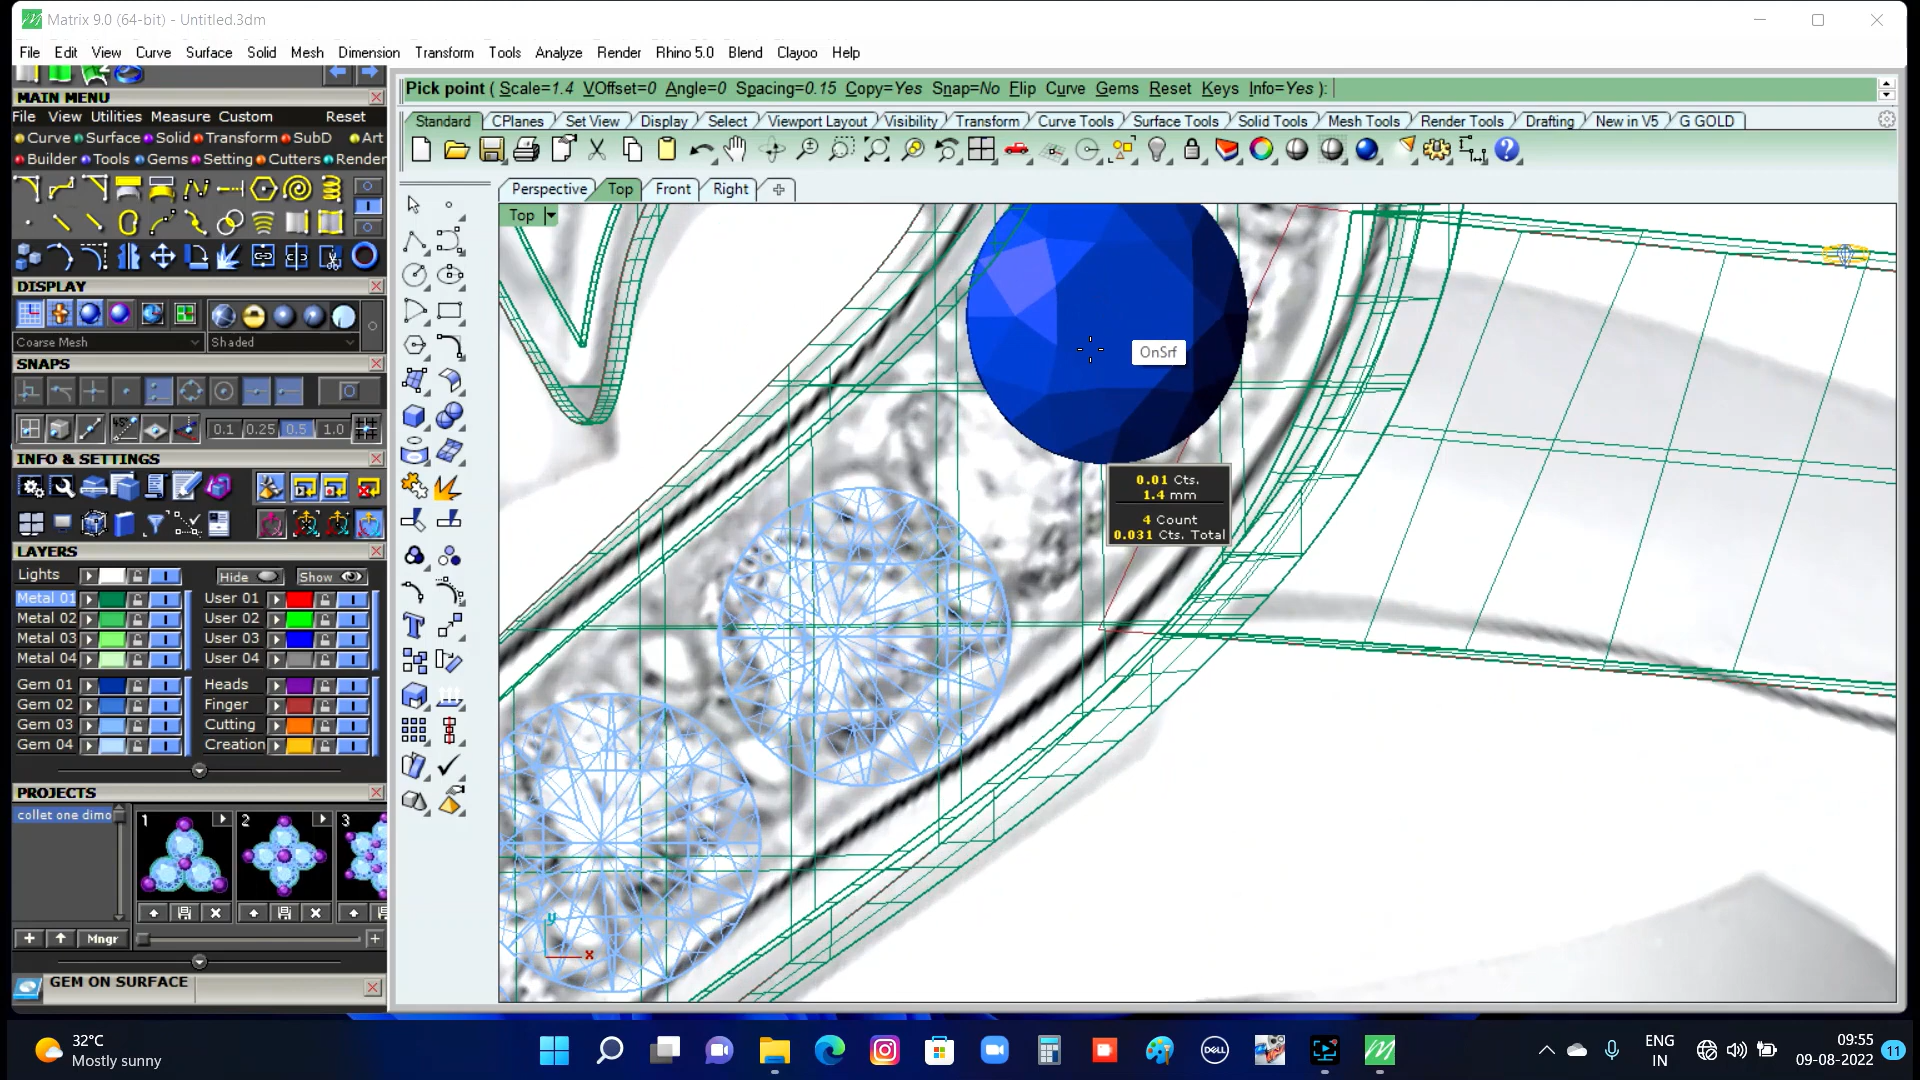 Matrix 9.0 (64-bit) - Untitled.3dm
File Edit View Curve Surface Solid Mesh Dimension Transform Tools Analyze Render Rhino 5.0 Blend Clayoo Help
Pick point ( Scale=1.4 VOffset=0 Angle=0 Spacing=0.15 Copy=Yes Snap=No Flip Curve Gems Reset Keys Info=Yes ):
MAIN MENU
File View Utilities Measure Custom Reset
Curve Surface Solid Transform SubD Art
Builder Tools Gems Setting Cutters Render
Standard CPlanes Set View Display Select Viewport Layout Visibility Transform Curve Tools Surface Tools Solid Tools Mesh Tools Render Tools Drafting New in V5 G GOLD
Perspective Top Front Right
Top
DISPLAY
Coarse Mesh Shaded
SNAPS
0.1 0.25 0.5 1.0
INFO & SETTINGS
LAYERS
Lights Hide Show
Metal 01 User 01
Metal 02 User 02
Metal 03 User 03
Metal 04 User 04
Gem 01 Heads
Gem 02 Finger
Gem 03 Cutting
Gem 04 Creation
PROJECTS
collet one dimo
1 2 3
Mngr
GEM ON SURFACE
OnSrf
0.01 Cts.
1.4 mm
4 Count
0.031 Cts. Total
y
x
32°C
Mostly sunny
DELL
ENG
IN
09:55
09-08-2022
11